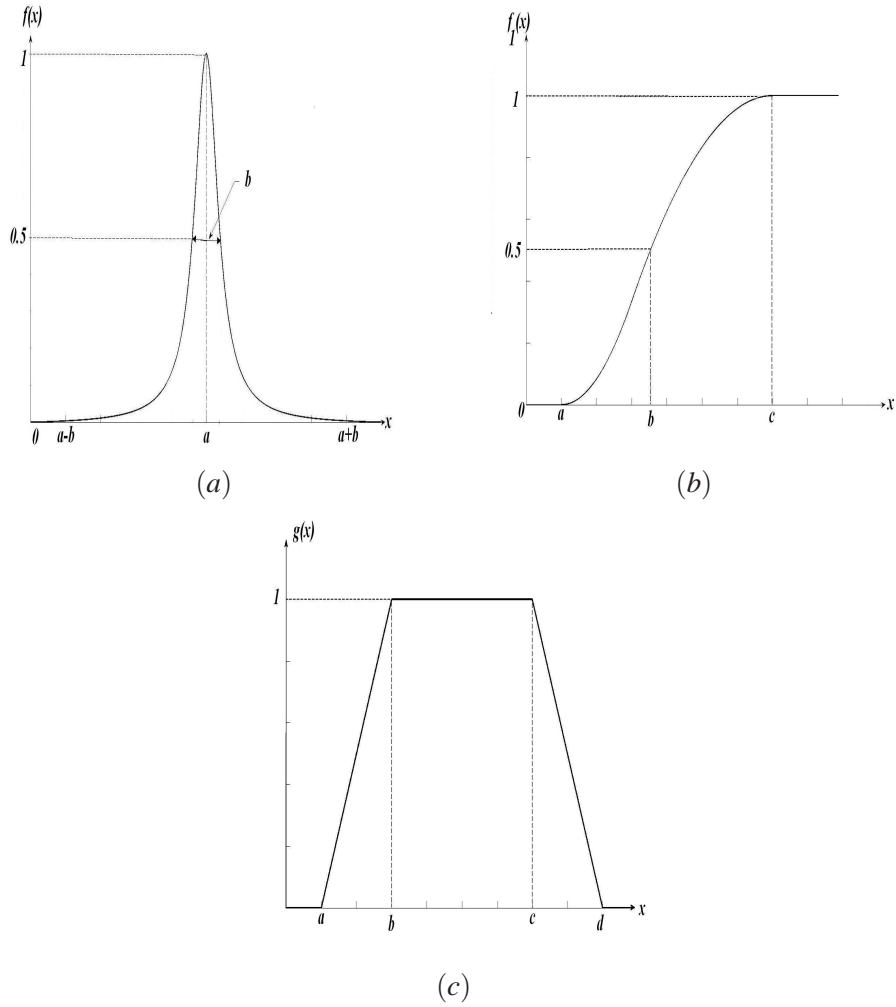 f(x)
1
b
0.5
0 a-b a a+b x
(a)
f (x)
1
1
0.5
0 a b c x
(b)
g(x)
1
a b c d x
(c)